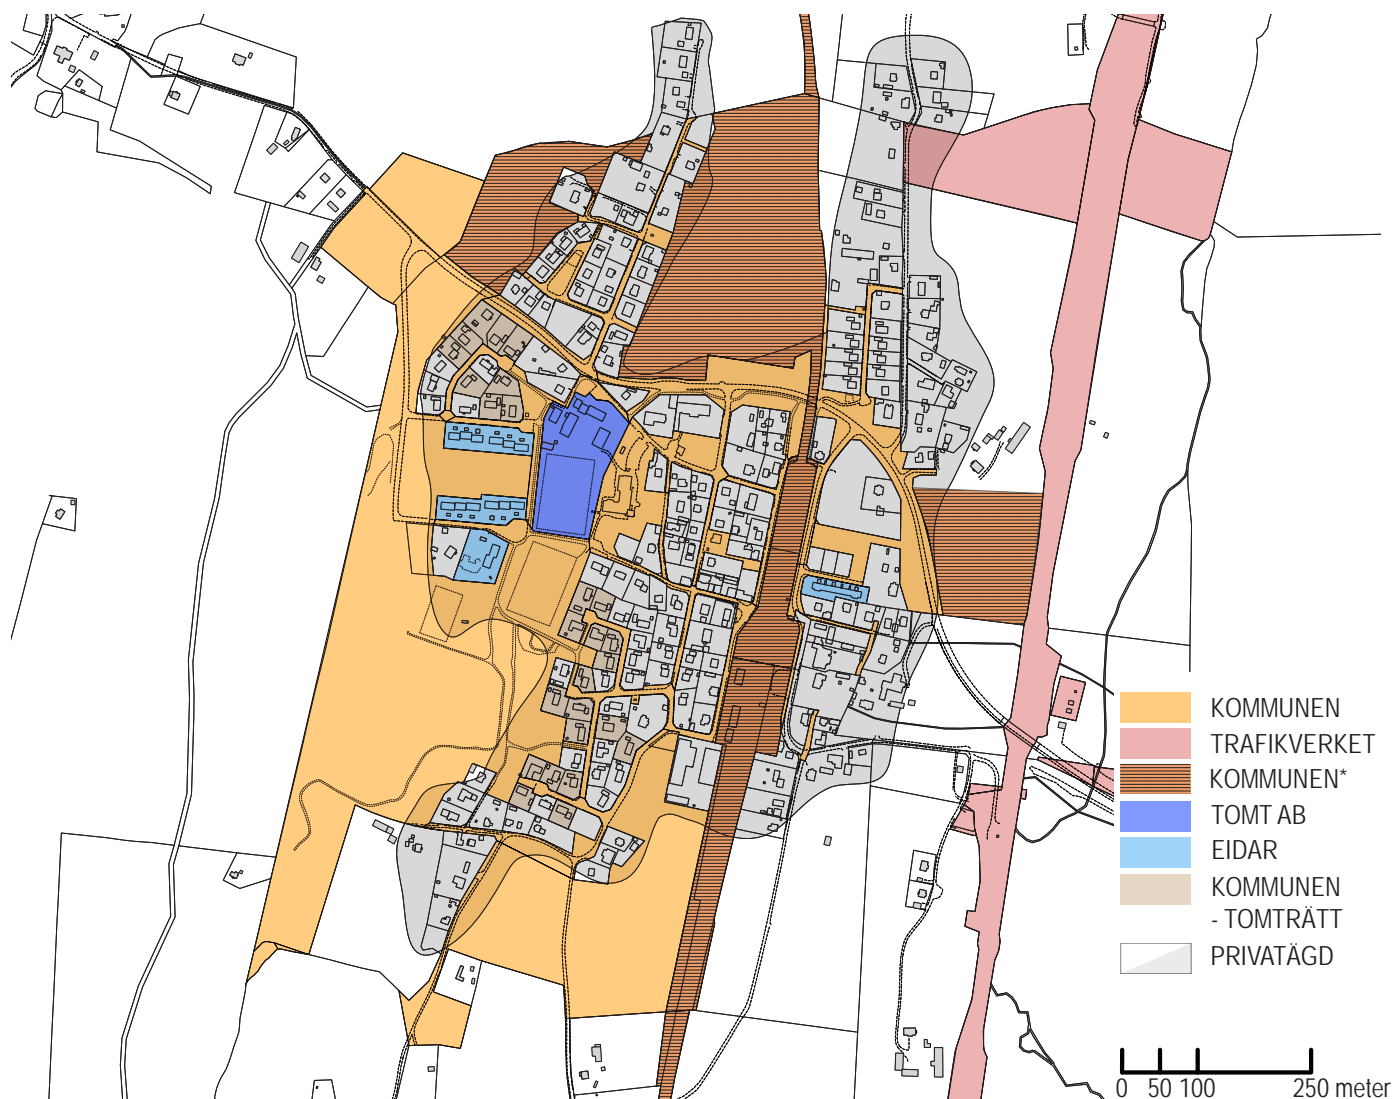 KOMMUNEN
TRAFIKVERKET
KOMMUNEN*
TOMT AB
EIDAR
KOMMUNEN
- TOMTRÄTT
PRIVATÄGD
0 50 100 250 meter